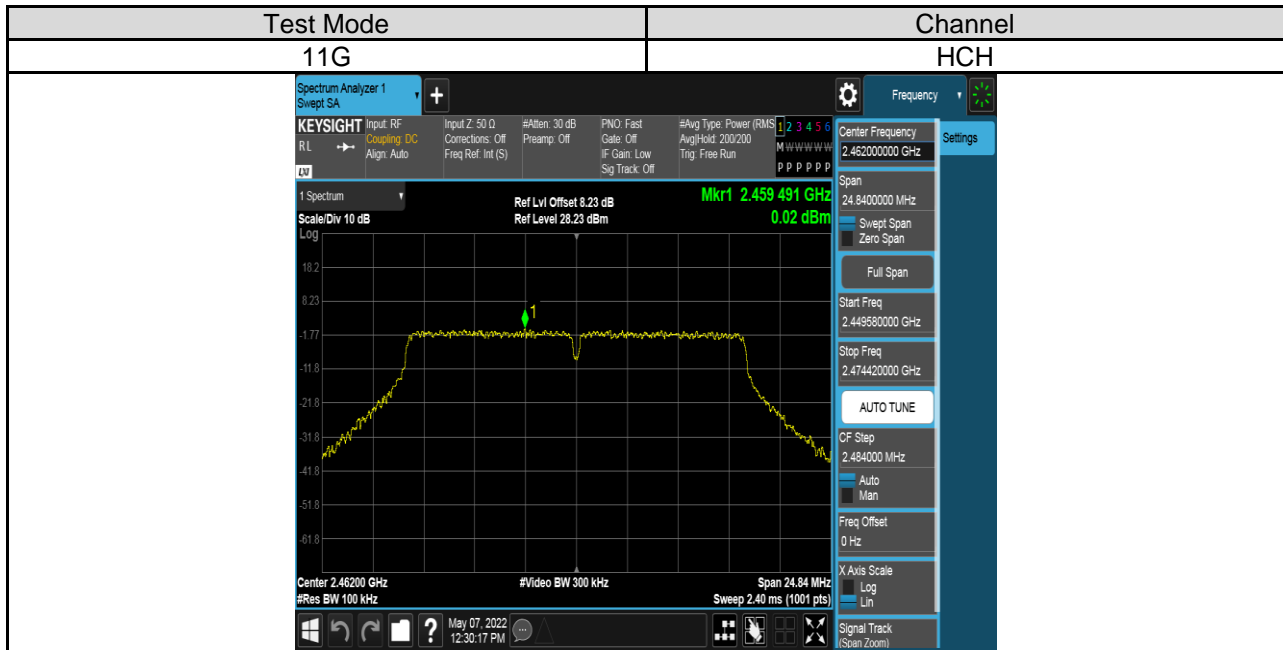 Test Mode Channel
11G HCH
Spectrum Analyzer 1
Swept SA
+
Frequency
KEYSIGHT
RL
LXI
Input: RF
Coupling: DC
Align: Auto
Input Z: 50 Ω
Corrections: Off
Freq Ref: Int (S)
#Atten: 30 dB
Preamp: Off
PNO: Fast
Gate: Off
IF Gain: Low
Sig Track: Off
#Avg Type: Power (RMS
Avg|Hold: 200/200
Trig: Free Run
1 2 3 4 5 6
M W W W W W
P P P P P P
1 Spectrum
Scale/Div 10 dB
Log
Ref Lvl Offset 8.23 dB
Ref Level 28.23 dBm
Mkr1 2.459 491 GHz
0.02 dBm
18.2
8.23
-1.77
-11.8
-21.8
-31.8
-41.8
-51.8
-61.8
1
Center 2.46200 GHz
#Res BW 100 kHz
#Video BW 300 kHz
Span 24.84 MHz
Sweep 2.40 ms (1001 pts)
Center Frequency
2.462000000 GHz
Settings
Span
24.8400000 MHz
Swept Span
Zero Span
Full Span
Start Freq
2.449580000 GHz
Stop Freq
2.474420000 GHz
AUTO TUNE
CF Step
2.484000 MHz
Auto
Man
Freq Offset
0 Hz
X Axis Scale
Log
Lin
Signal Track
(Span Zoom)
?
May 07, 2022
12:30:17 PM